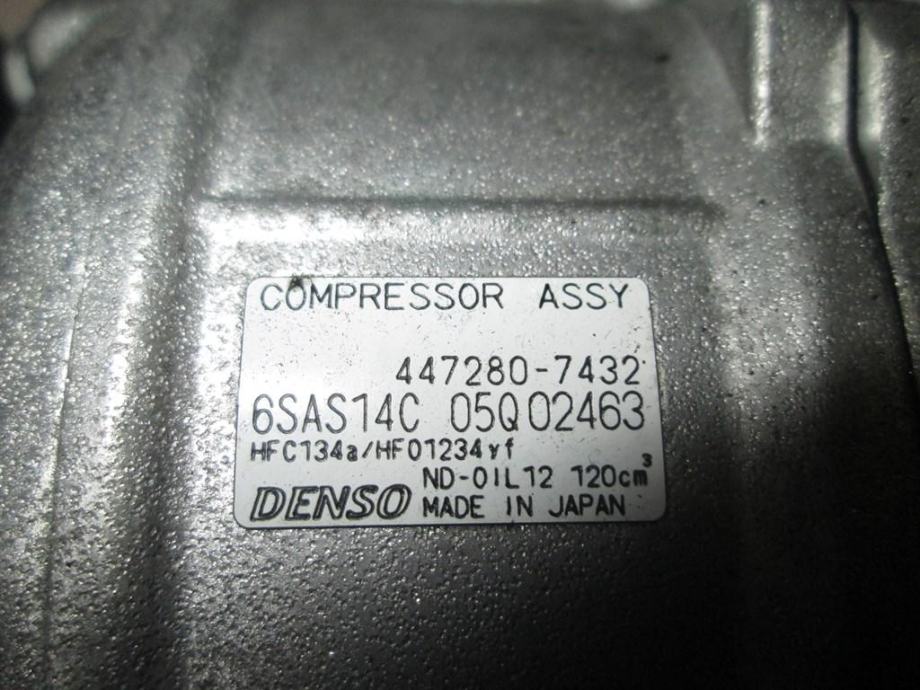 COMPRESSOR ASSY
447280-7432
6SAS14C 05Q02463
HFC134a/HFO1234yf
ND-OIL12 120cm³
DENSO MADE IN JAPAN